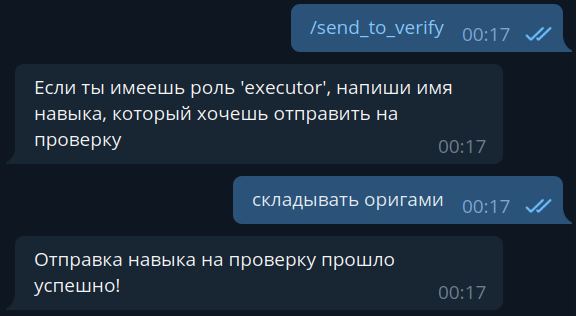 /send_to_verify 00:17
Если ты имеешь роль 'executor', напиши имя
навыка, который хочешь отправить на
проверку
00:17
складывать оригами 00:17
Отправка навыка на проверку прошло
успешно!
00:17